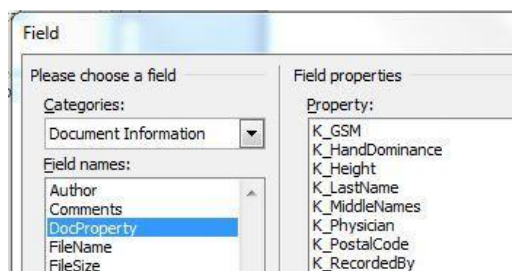 Field
Please choose a field
Categories:
Document Information
Field names:
Author
Comments
DocProperty
FileName
FileSize
Field properties
Property:
K_GSM
K_HandDominance
K_Height
K_LastName
K_MiddleNames
K_Physician
K_PostalCode
K_RecordedBy